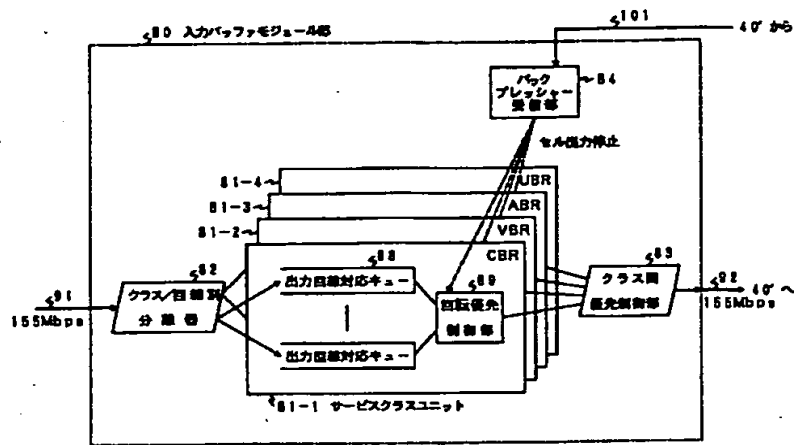 80 入力バッファモジュール部
101
40' から
バック
プレッシャー
受信部
84
セル出力停止
81-4
UBR
81-3
ABR
81-2
VBR
CBR
88
83
82
89
91
クラス/回線別
分離器
出力回線対応キュー
回転優先
制御部
クラス間
優先制御部
92
40' へ
155Mbps
155Mbps
出力回線対応キュー
81-1 サービスクラスユニット